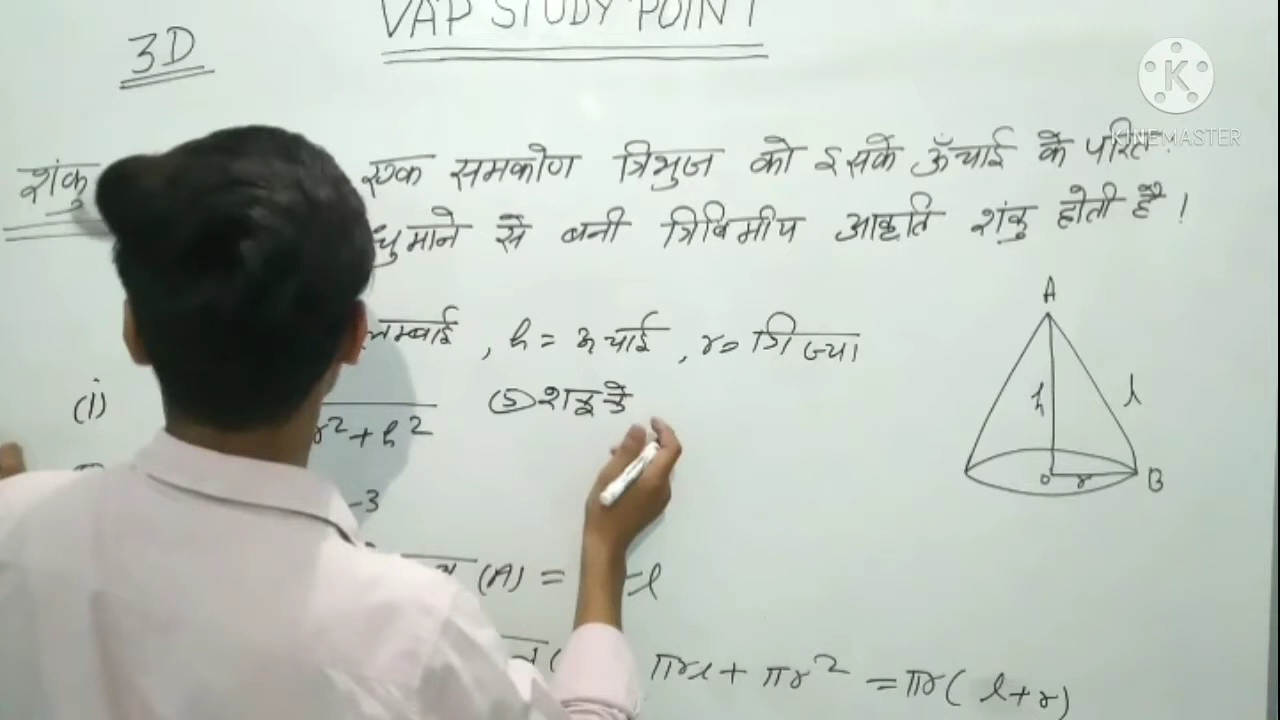 VAP STUDY POINT
3D
K
KINEMASTER
शंकु एक समकोण त्रिभुज को इसके ऊँचाई के परितः
घुमाने से बनी त्रिविमीय आकृति शंकु होती है !
लम्बाई , h = ऊचाई , r = त्रिज्या
(i) r² + h² ⑤
-3
(A) = l
πrl + πr² = πr( l+r)
A
h l
O r B